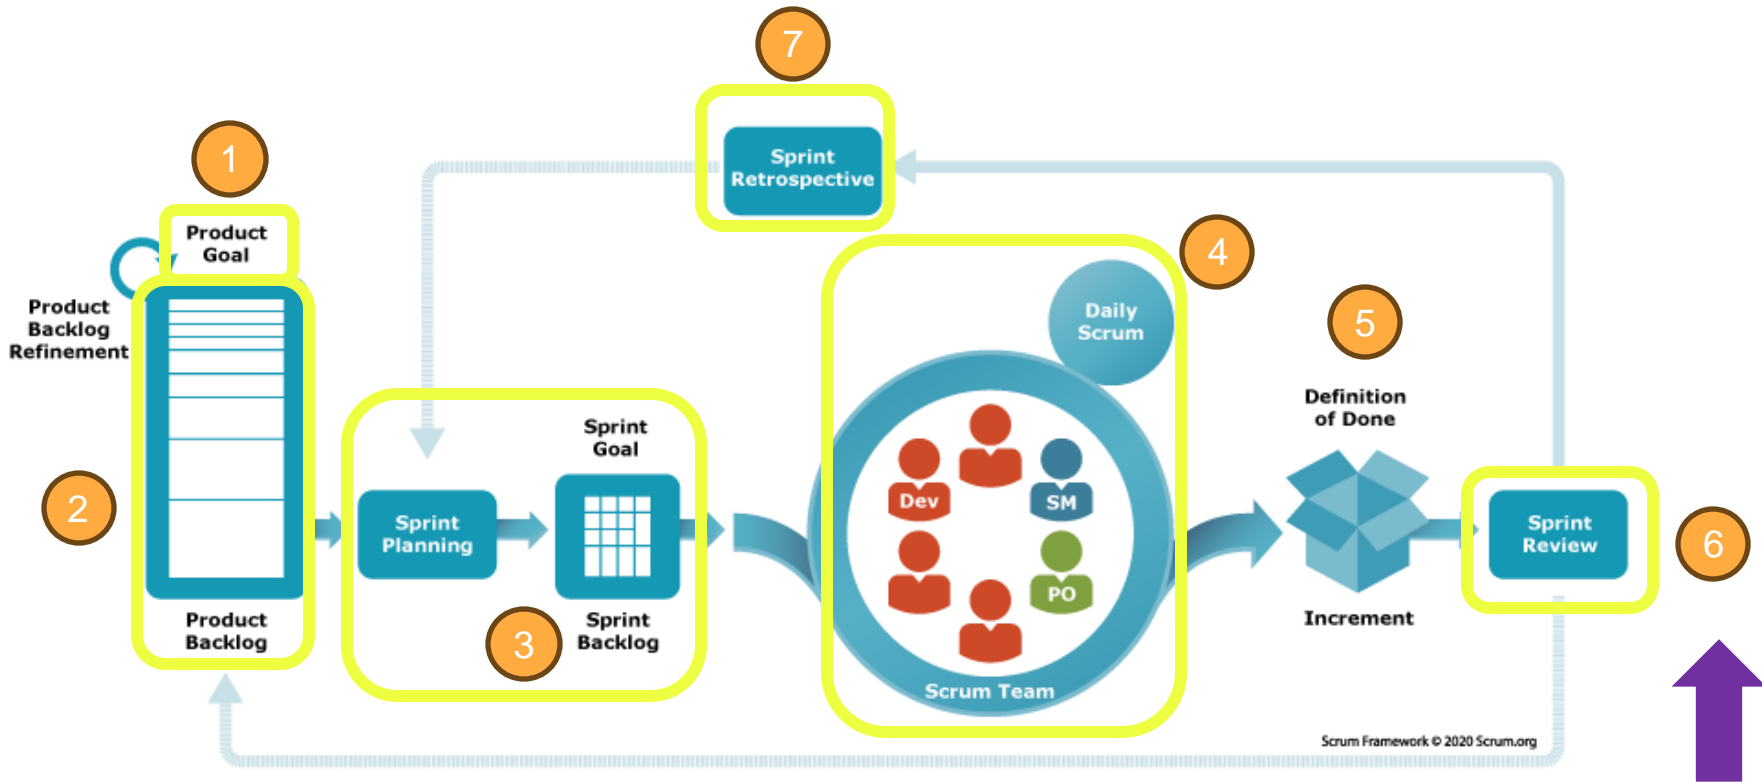 7
Sprint
Retrospective
1
Product
Goal
Product
Backlog
Refinement
2
Product
Backlog
Sprint
Planning
Sprint
Goal
3
Sprint
Backlog
4
Daily
Scrum
Dev
SM
PO
Scrum Team
5
Definition
of Done
Increment
Sprint
Review
6
Scrum Framework © 2020 Scrum.org